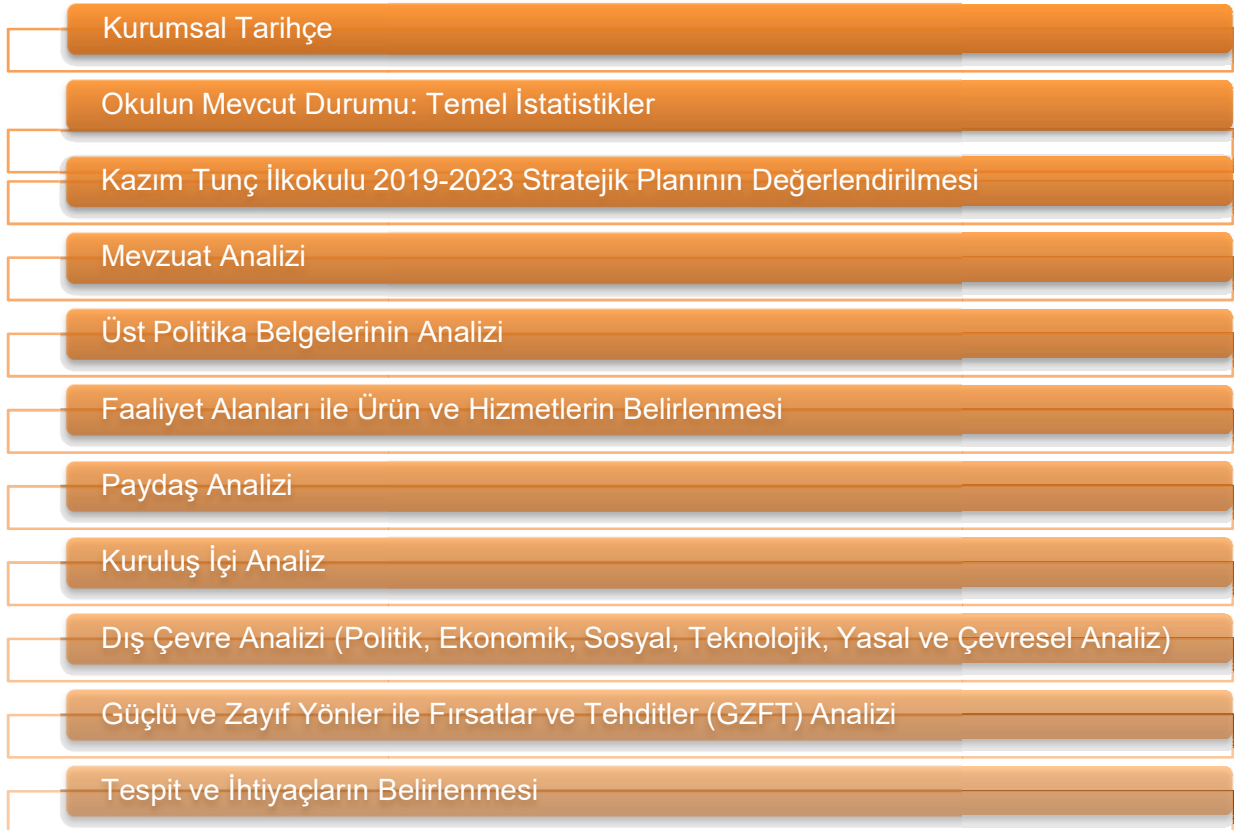 Kurumsal Tarihçe
Okulun Mevcut Durumu: Temel İstatistikler
Kazım Tunç İlkokulu 2019-2023 Stratejik Planının Değerlendirilmesi
Mevzuat Analizi
Üst Politika Belgelerinin Analizi
Faaliyet Alanları ile Ürün ve Hizmetlerin Belirlenmesi
Paydaş Analizi
Kuruluş İçi Analiz
Dış Çevre Analizi (Politik, Ekonomik, Sosyal, Teknolojik, Yasal ve Çevresel Analiz)
Güçlü ve Zayıf Yönler ile Fırsatlar ve Tehditler (GZFT) Analizi
Tespit ve İhtiyaçların Belirlenmesi